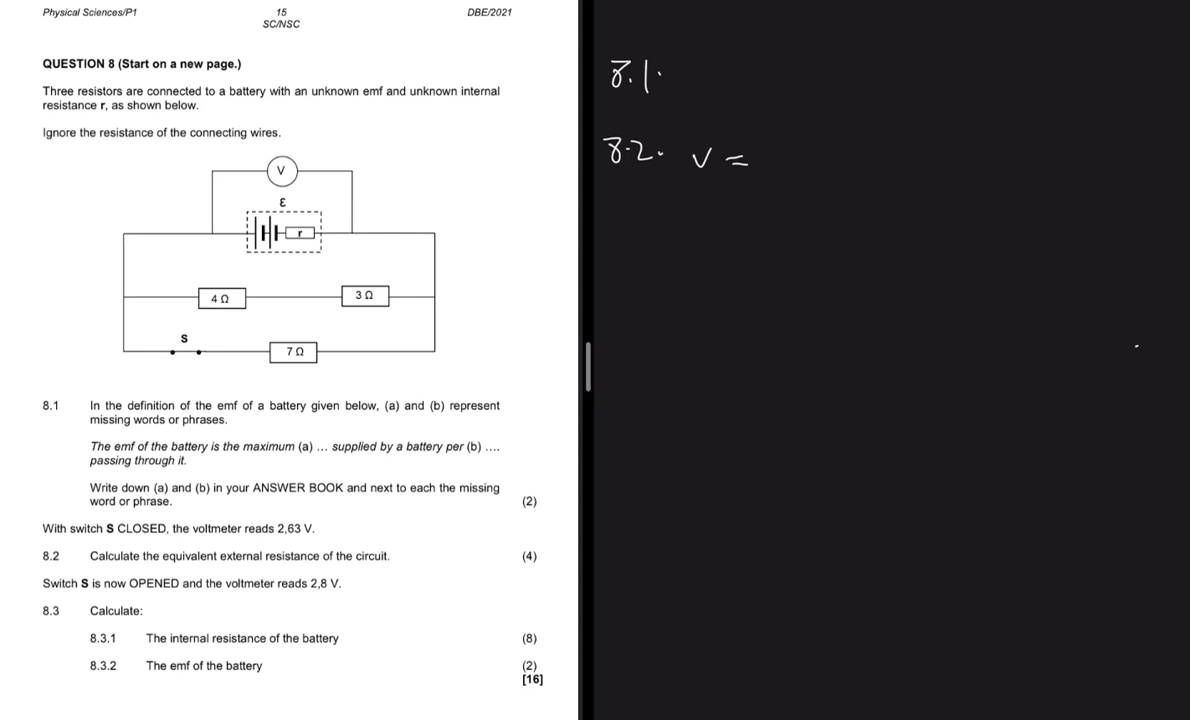 Physical Sciences/P1 15 DBE/2021
SC/NSC
QUESTION 8 (Start on a new page.)
Three resistors are connected to a battery with an unknown emf and unknown internal
resistance r, as shown below.
Ignore the resistance of the connecting wires.
V
ε
r
4 Ω 3 Ω
S
7 Ω
8.1 In the definition of the emf of a battery given below, (a) and (b) represent
missing words or phrases.
The emf of the battery is the maximum (a) ... supplied by a battery per (b) ....
passing through it.
Write down (a) and (b) in your ANSWER BOOK and next to each the missing
word or phrase. (2)
With switch S CLOSED, the voltmeter reads 2,63 V.
8.2 Calculate the equivalent external resistance of the circuit. (4)
Switch S is now OPENED and the voltmeter reads 2,8 V.
8.3 Calculate:
8.3.1 The internal resistance of the battery (8)
8.3.2 The emf of the battery (2)
[16]
8.1.
8.2. V =